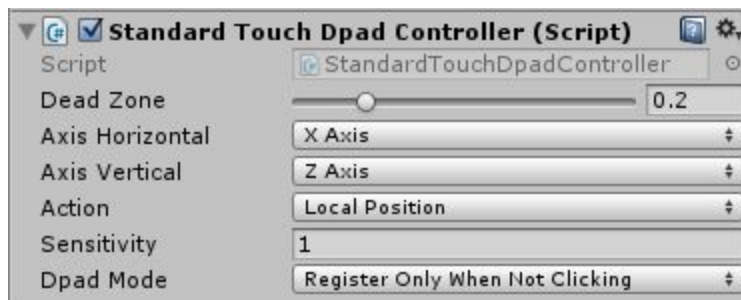 Standard Touch Dpad Controller (Script)
Script StandardTouchDpadController
Dead Zone 0.2
Axis Horizontal X Axis
Axis Vertical Z Axis
Action Local Position
Sensitivity 1
Dpad Mode Register Only When Not Clicking